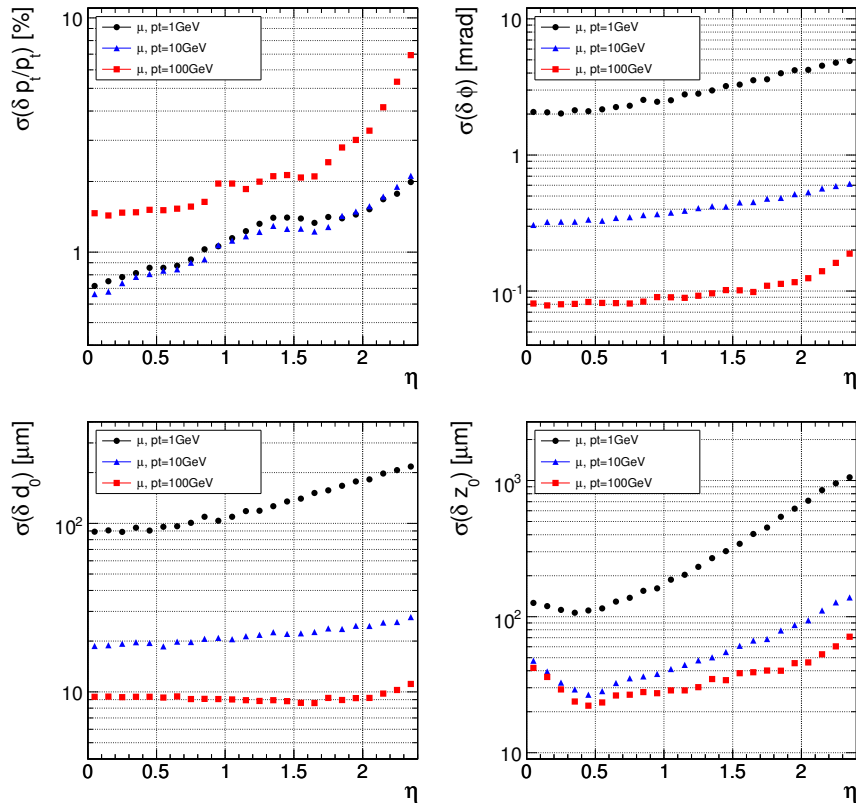 σ(δ p_t/p_t) [%]
10
1
μ, pt=1GeV
μ, pt=10GeV
μ, pt=100GeV
0 0.5 1 1.5 2
η
σ(δ ϕ) [mrad]
10
1
10^-1
μ, pt=1GeV
μ, pt=10GeV
μ, pt=100GeV
0 0.5 1 1.5 2
η
σ(δ d_0) [μm]
10^2
10
μ, pt=1GeV
μ, pt=10GeV
μ, pt=100GeV
0 0.5 1 1.5 2
η
σ(δ z_0) [μm]
10^3
10^2
10
μ, pt=1GeV
μ, pt=10GeV
μ, pt=100GeV
0 0.5 1 1.5 2
η